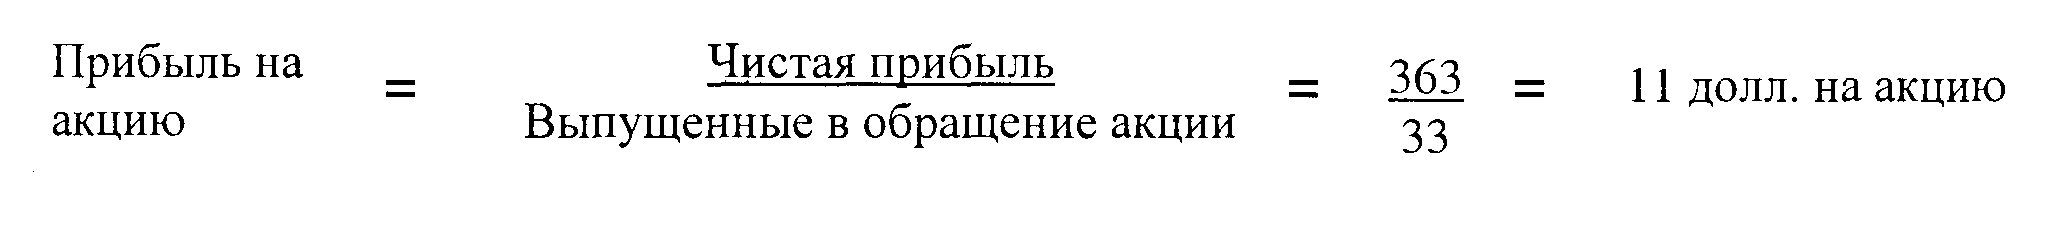 Прибыль на
акцию
=
Чистая прибыль
Выпущенные в обращение акции
=
363
33
=
11 долл. на акцию